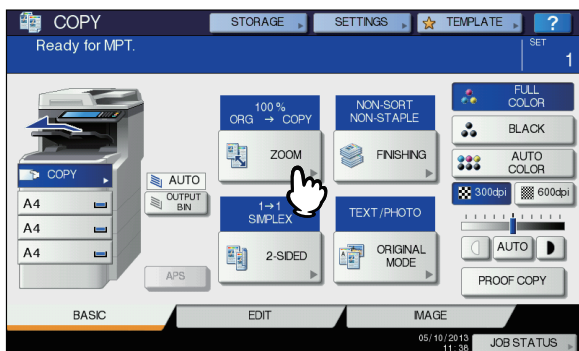 COPY
STORAGE
SETTINGS
TEMPLATE
?
Ready for MPT.
SET
1
100 %
ORG → COPY
NON-SORT
NON-STAPLE
FULL
COLOR
ZOOM
FINISHING
BLACK
COPY
AUTO
AUTO
COLOR
A4
OUTPUT
BIN
1→1
SIMPLEX
TEXT/PHOTO
300dpi
600dpi
A4
A4
2-SIDED
ORIGINAL
MODE
AUTO
APS
PROOF COPY
BASIC
EDIT
IMAGE
05/10/2013
11:38
JOB STATUS